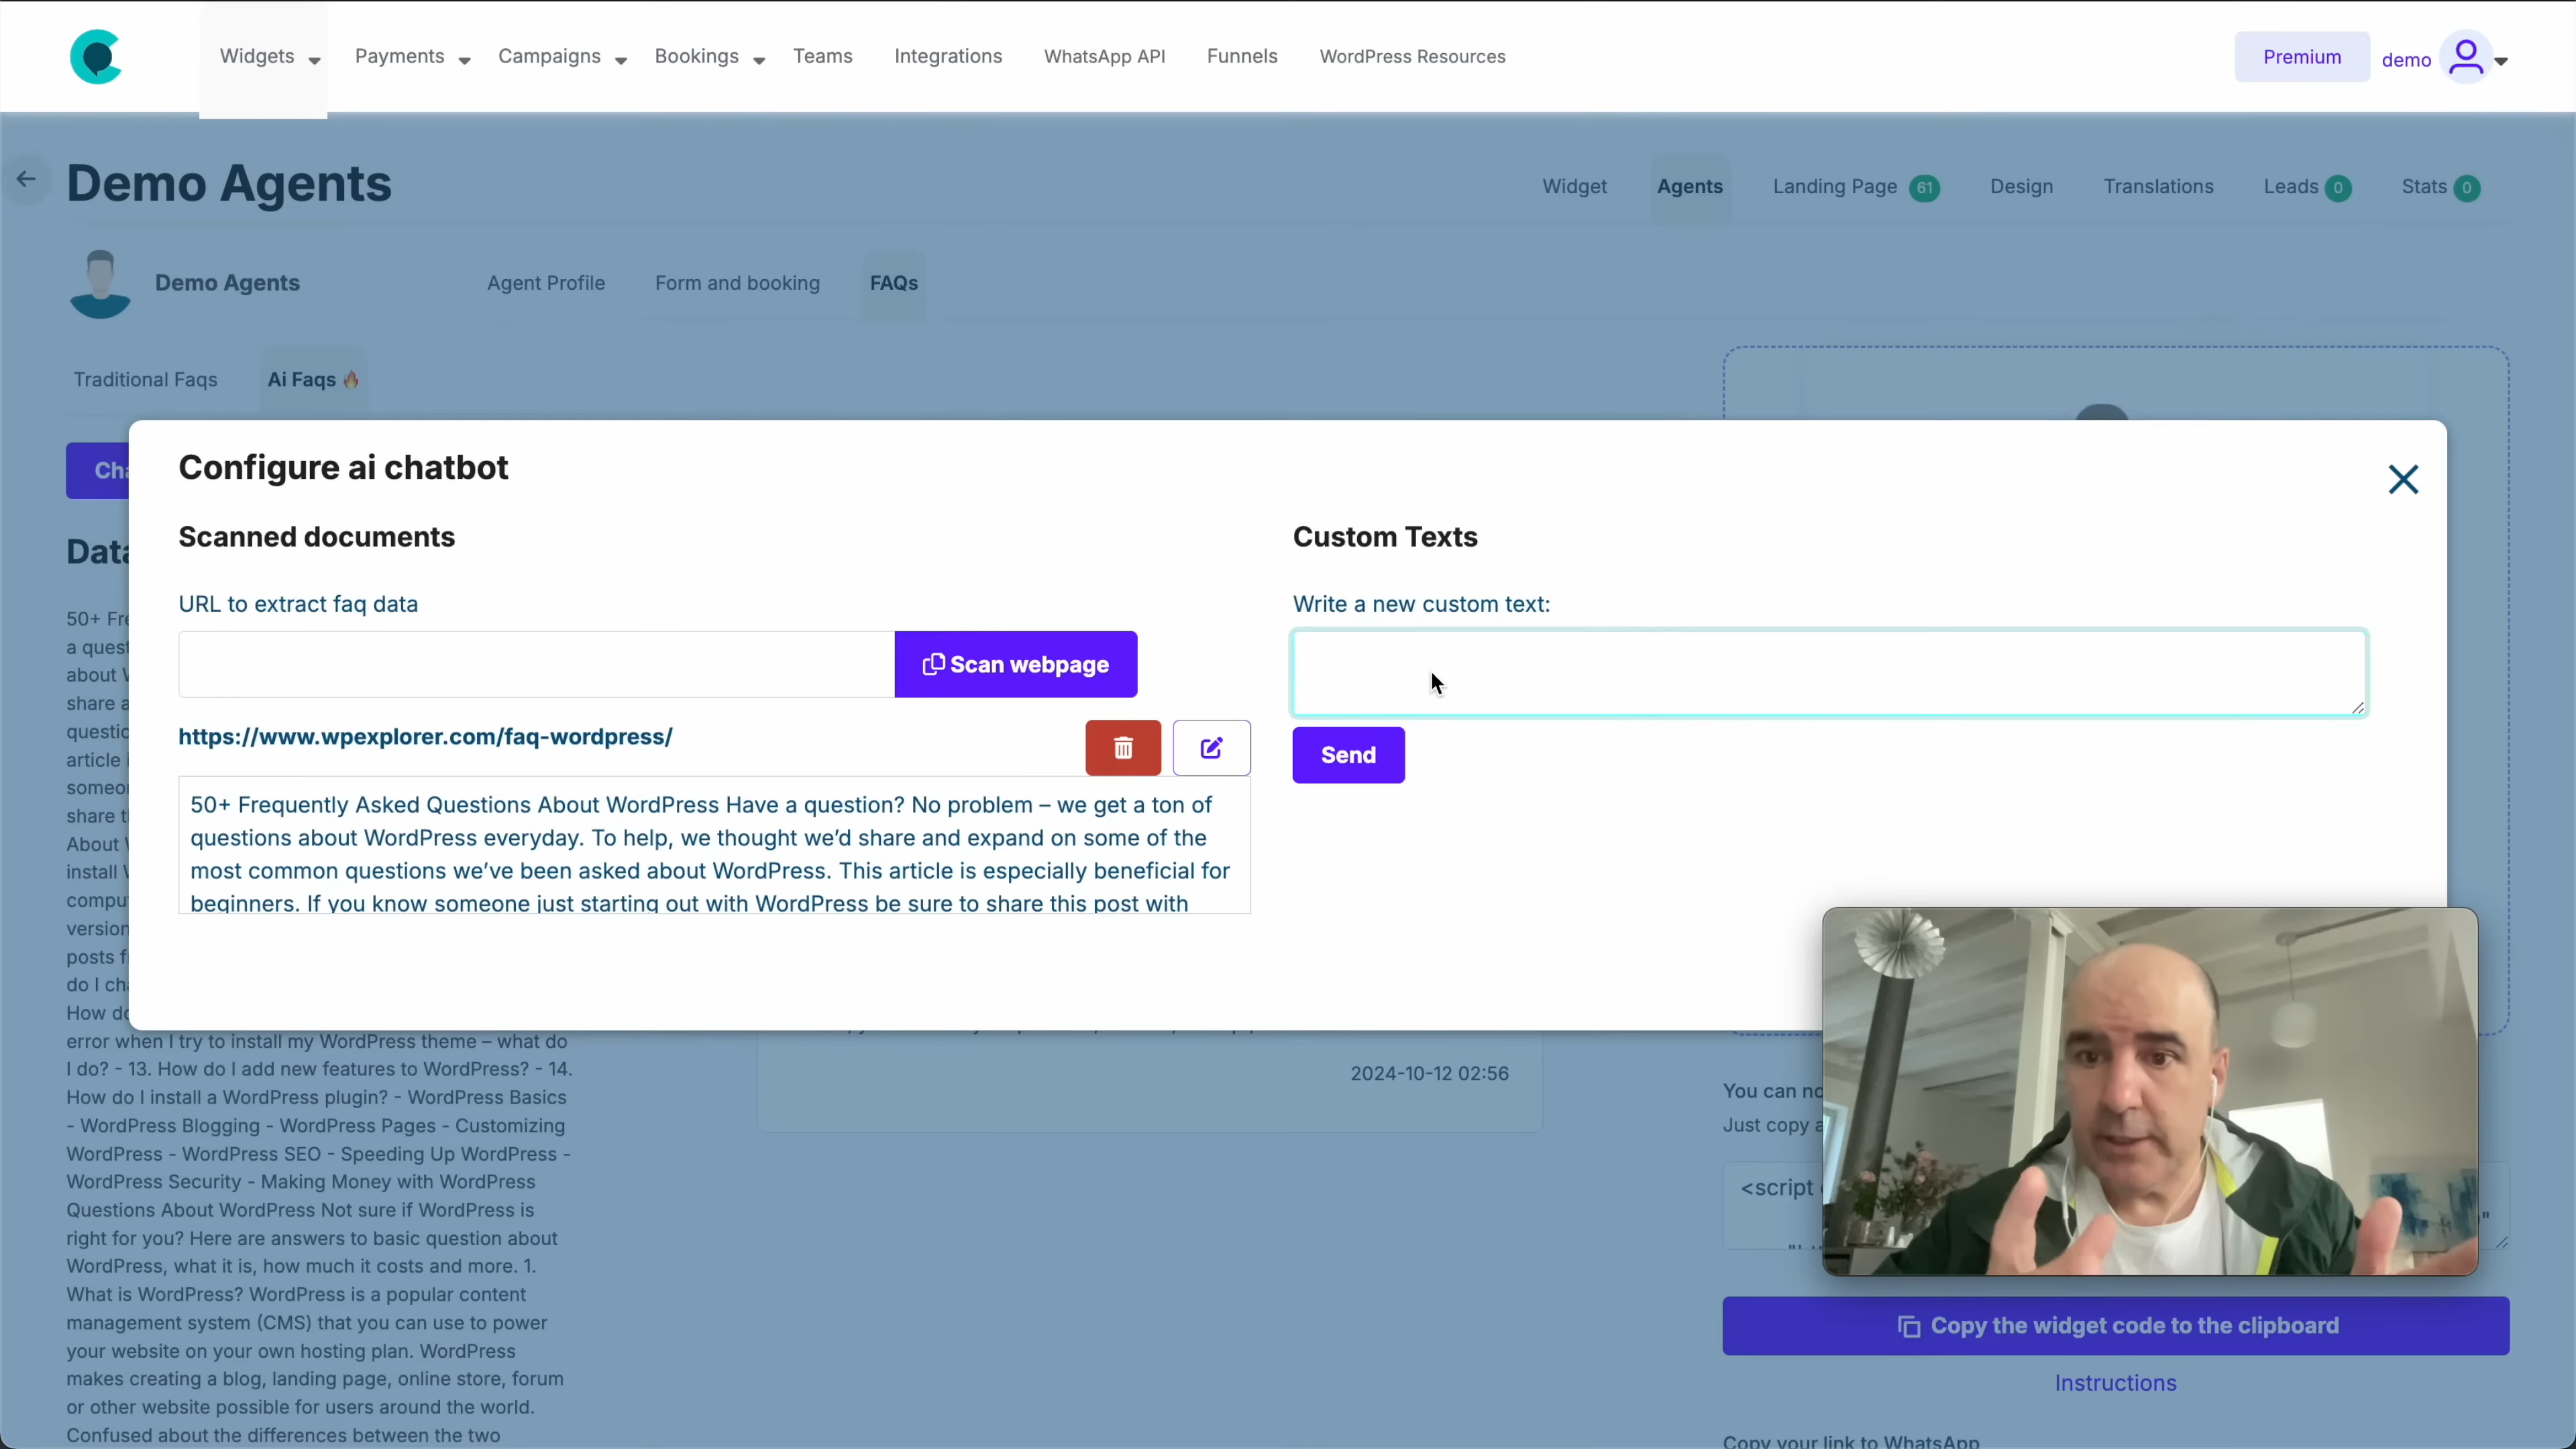 Widgets Payments Campaigns Bookings Teams Integrations WhatsApp API Funnels WordPress Resources Premium demo
Demo Agents
Widget Agents Landing Page 61 Design Translations Leads 0 Stats 0
Demo Agents Agent Profile Form and booking FAQs
Traditional Faqs Ai Faqs 🔥
Configure ai chatbot
Scanned documents
URL to extract faq data
Scan webpage
https://www.wpexplorer.com/faq-wordpress/
50+ Frequently Asked Questions About WordPress Have a question? No problem – we get a ton of
questions about WordPress everyday. To help, we thought we’d share and expand on some of the
most common questions we’ve been asked about WordPress. This article is especially beneficial for
beginners. If you know someone just starting out with WordPress be sure to share this post with
Custom Texts
Write a new custom text:
Send
50+
a
about
share
article
share
About
install
posts
do I
How
error when I try to install my WordPress theme – what do
I do? - 13. How do I add new features to WordPress? - 14.
How do I install a WordPress plugin? - WordPress Basics
- WordPress Blogging - WordPress Pages - Customizing
WordPress - WordPress SEO - Speeding Up WordPress -
WordPress Security - Making Money with WordPress
Questions About WordPress Not sure if WordPress is
right for you? Here are answers to basic question about
WordPress, what it is, how much it costs and more. 1.
What is WordPress? WordPress is a popular content
management system (CMS) that you can use to power
your website on your own hosting plan. WordPress
makes creating a blog, landing page, online store, forum
or other website possible for users around the world.
Confused about the differences between the two
2024-10-12 02:56
You can
Just copy
<script
Copy the widget code to the clipboard
Instructions
Copy your link to WhatsApp